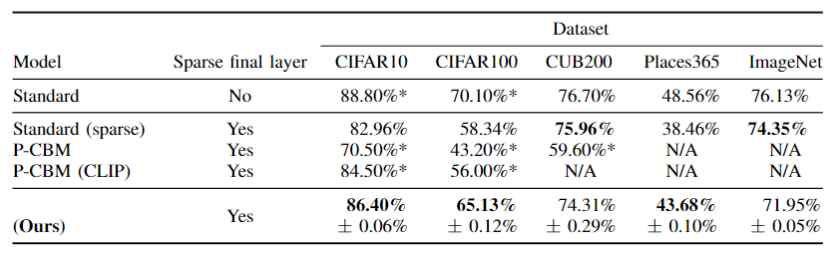 Dataset
Model Sparse final layer CIFAR10 CIFAR100 CUB200 Places365 ImageNet
Standard No 88.80%* 70.10%* 76.70% 48.56% 76.13%
Standard (sparse) Yes 82.96% 58.34% 75.96% 38.46% 74.35%
P-CBM Yes 70.50%* 43.20%* 59.60%* N/A N/A
P-CBM (CLIP) Yes 84.50%* 56.00%* N/A N/A N/A
Yes 86.40% 65.13% 74.31% 43.68% 71.95%
(Ours) ± 0.06% ± 0.12% ± 0.29% ± 0.10% ± 0.05%